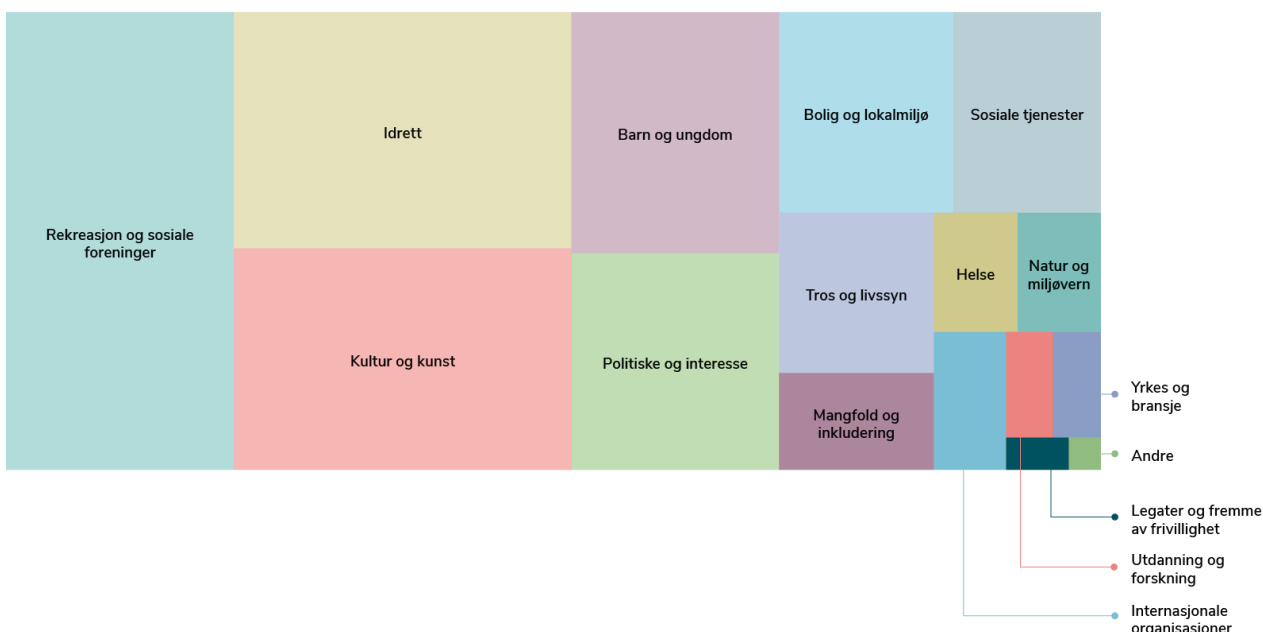 Rekreasjon og sosiale
foreninger
Idrett
Kultur og kunst
Barn og ungdom
Politiske og interesse
Bolig og lokalmiljø
Sosiale tjenester
Tros og livssyn
Helse
Natur og
miljøvern
Mangfold og
inkludering
Yrkes og
bransje
Andre
Legater og fremme
av frivillighet
Utdanning og
forskning
Internasjonale
organisasjoner